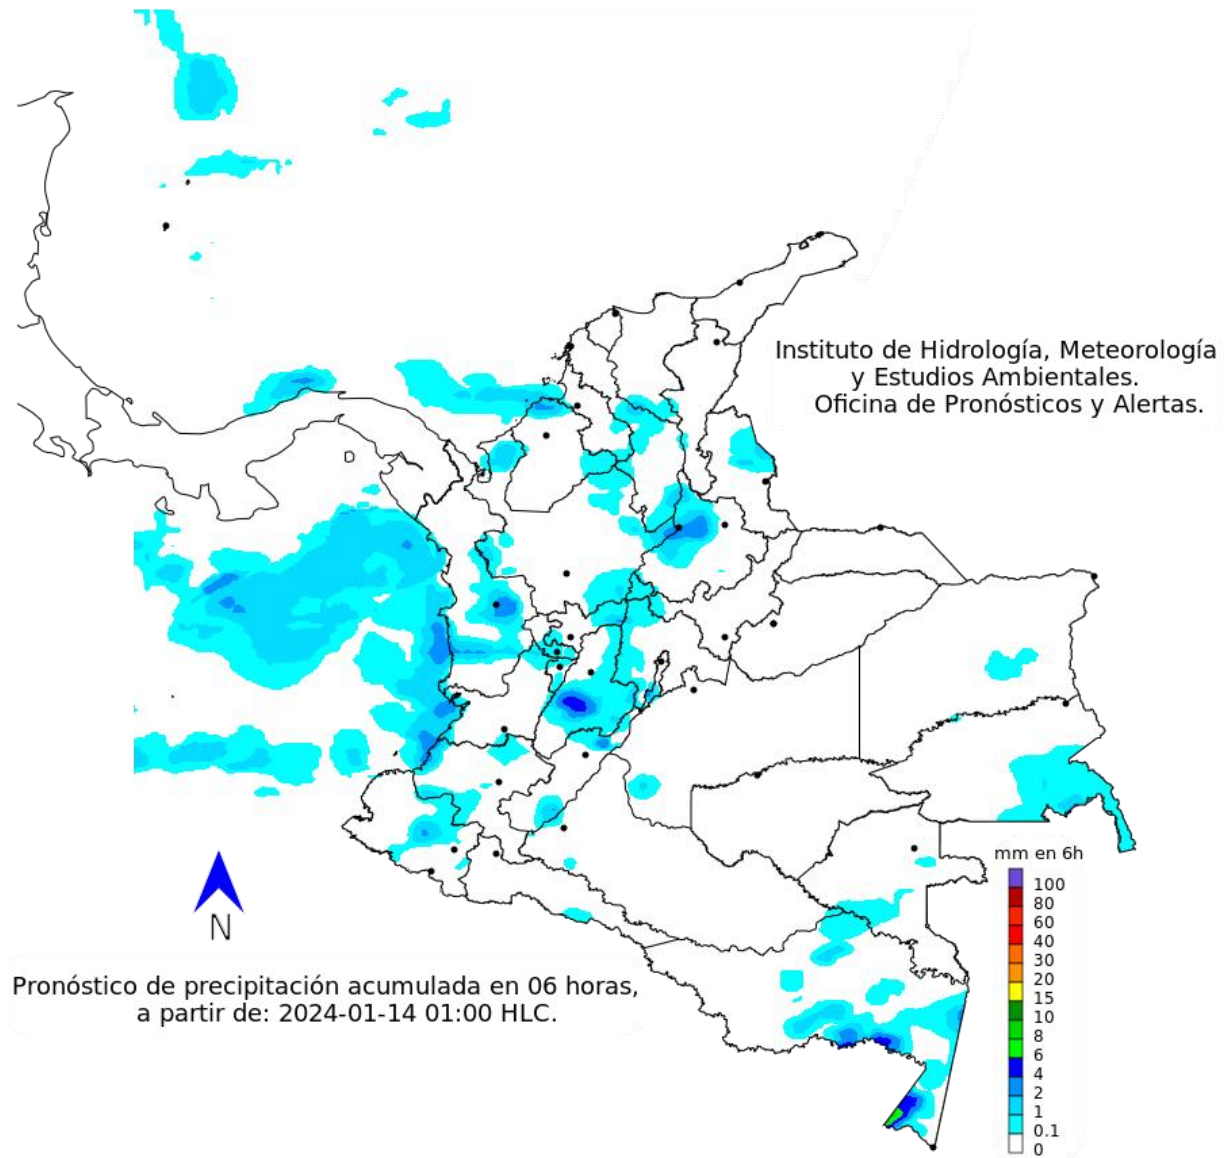 Instituto de Hidrología, Meteorología
y Estudios Ambientales.
Oficina de Pronósticos y Alertas.
mm en 6h
100
80
60
40
30
20
15
10
8
6
4
2
1
0.1
0
N
Pronóstico de precipitación acumulada en 06 horas,
a partir de: 2024-01-14 01:00 HLC.